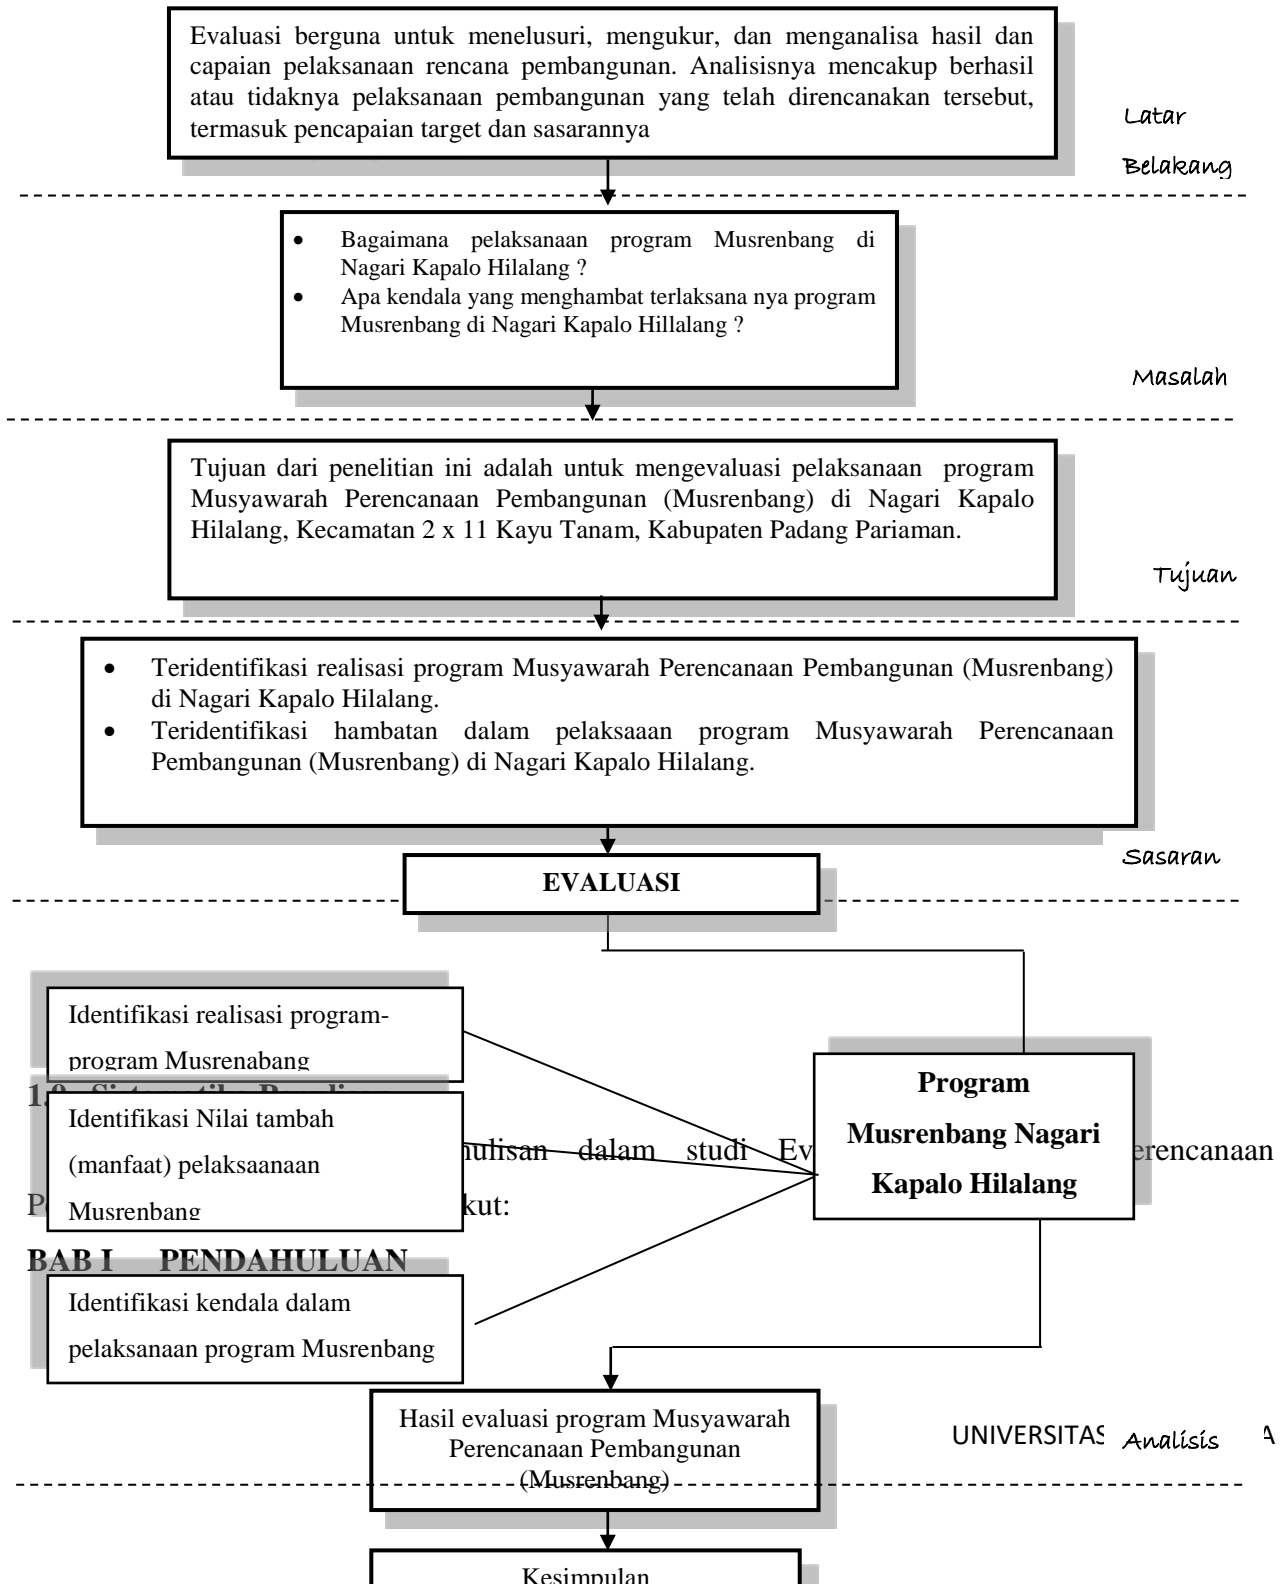 Evaluasi berguna untuk menelusuri, mengukur, dan menganalisa hasil dan
capaian pelaksanaan rencana pembangunan. Analisisnya mencakup berhasil
atau tidaknya pelaksanaan pembangunan yang telah direncanakan tersebut,
termasuk pencapaian target dan sasarannya
Latar
Belakang
• Bagaimana pelaksanaan program Musrenbang di
Nagari Kapalo Hilalang ?
• Apa kendala yang menghambat terlaksana nya program
Musrenbang di Nagari Kapalo Hillalang ?
Masalah
Tujuan dari penelitian ini adalah untuk mengevaluasi pelaksanaan program
Musyawarah Perencanaan Pembangunan (Musrenbang) di Nagari Kapalo
Hilalang, Kecamatan 2 x 11 Kayu Tanam, Kabupaten Padang Pariaman.
Tujuan
• Teridentifikasi realisasi program Musyawarah Perencanaan Pembangunan (Musrenbang)
di Nagari Kapalo Hilalang.
• Teridentifikasi hambatan dalam pelaksaaan program Musyawarah Perencanaan
Pembangunan (Musrenbang) di Nagari Kapalo Hilalang.
Sasaran
EVALUASI
Identifikasi realisasi program-
program Musrenabang
Identifikasi Nilai tambah
(manfaat) pelaksaanaan
Musrenbang
dalam studi
kut:
BAB I PENDAHULUAN
Identifikasi kendala dalam
pelaksanaan program Musrenbang
Program
Musrenbang Nagari
Kapalo Hilalang
Hasil evaluasi program Musyawarah
Perencanaan Pembangunan
(Musrenbang)
UNIVERSITAS
Analisis
Kesimpulan